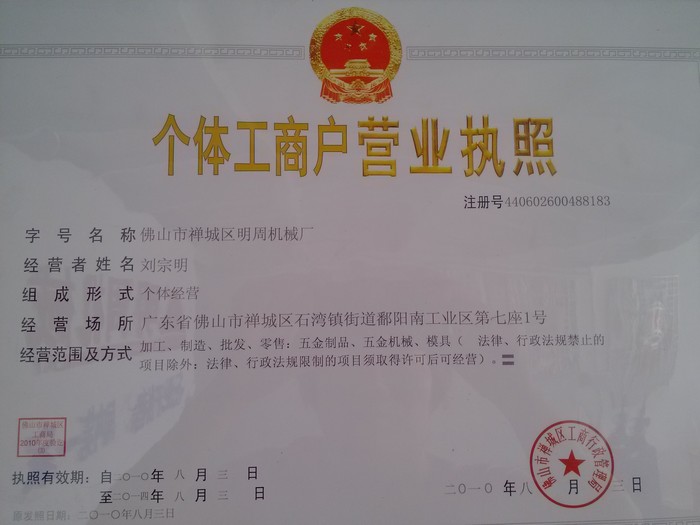 个体工商户营业执照
注册号440602600488183
字号名称 佛山市禅城区明周机械厂
经营者姓名 刘宗明
组成形式 个体经营
经营场所 广东省佛山市禅城区石湾镇街道鄱阳南工业区第七座1号
经营范围及方式 加工、制造、批发、零售：五金制品、五金机械、模具（ 法律、行政法规禁止的
项目除外；法律、行政法规限制的项目须取得许可后可经营）。
佛山市禅城区
工商局
2010年度验照
佛山市禅城区工商行政管理局
执照有效期：自二〇一〇年 八 月 三 日
至二〇一四年 八 月 三 日
二〇一〇 年 八 月 三 日
原发照日期：二〇一〇年八月三日